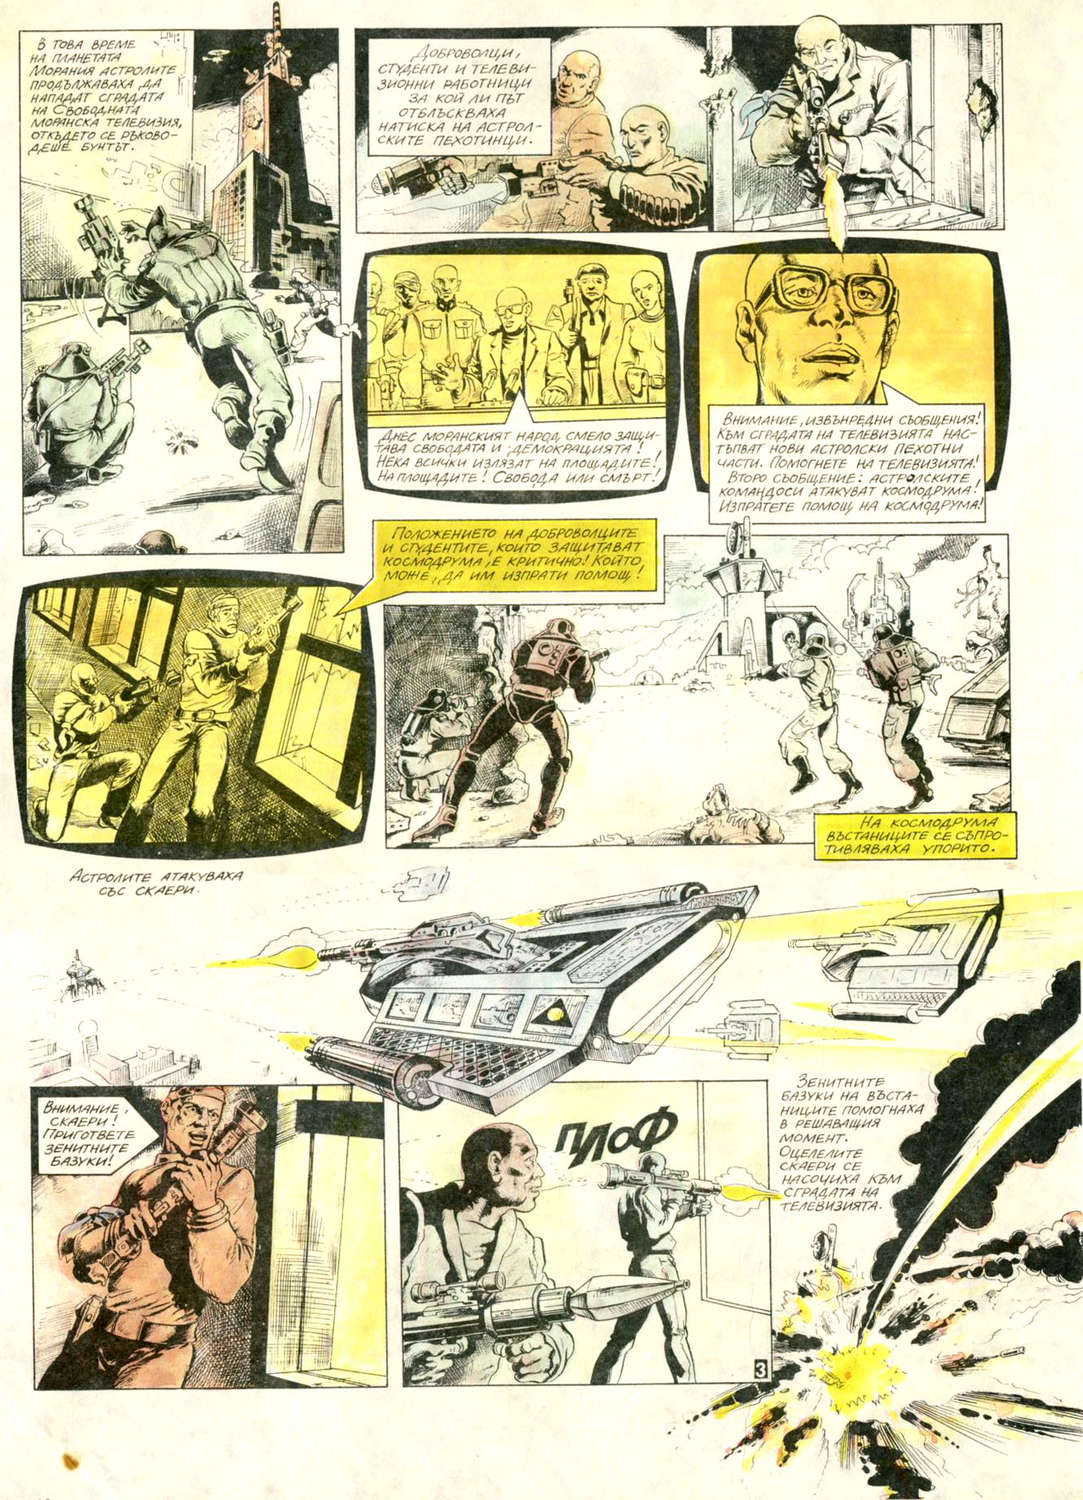 В ТОВА ВРЕМЕ
НА ПЛАНЕТАТА
МОРАНИЯ АСТРОЛИТЕ
ПРОДЪЛЖАВАХА ДА
НАПАДАТ СГРАДАТА
НА СВОБОДНАТА
МОРАНСКА ТЕЛЕВИЗИЯ,
ОТКЪДЕТО СЕ РЪКОВО-
ДЕШЕ БУНТЪТ.
ДОБРОВОЛЦИ,
СТУДЕНТИ И ТЕЛЕВИ-
ЗИОННИ РАБОТНИЦИ
ЗА КОЙ ЛИ ПЪТ
ОТБЛЪСКВАХА
НАТИСКА НА АСТРОЛ-
СКИТЕ ПЕХОТИНЦИ.
ДНЕС МОРАНСКИЯТ НАРОД СМЕЛО ЗАЩИ-
ТАВА СВОБОДАТА И ДЕМОКРАЦИЯТА!
НЕКА ВСИЧКИ ИЗЛЯЗАТ НА ПЛОЩАДИТЕ!
НА ПЛОЩАДИТЕ! СВОБОДА ИЛИ СМЪРТ!
ВНИМАНИЕ, ИЗВЪНРЕДНИ СЪОБЩЕНИЯ!
КЪМ СГРАДАТА НА ТЕЛЕВИЗИЯТА НАС-
ТЪПВАТ НОВИ АСТРОЛСКИ ПЕХОТНИ
ЧАСТИ. ПОМОГНЕТЕ НА ТЕЛЕВИЗИЯТА!
ВТОРО СЪОБЩЕНИЕ: АСТРОЛСКИТЕ
КОМАНДОСИ АТАКУВАТ КОСМОДРУМА!
ИЗПРАТЕТЕ ПОМОЩ НА КОСМОДРУМА!
ПОЛОЖЕНИЕТО НА ДОБРОВОЛЦИТЕ
И СТУДЕНТИТЕ, КОИТО ЗАЩИТАВАТ
КОСМОДРУМА, Е КРИТИЧНО! КОЙТО
МОЖЕ, ДА ИМ ИЗПРАТИ ПОМОЩ!
НА КОСМОДРУМА
ВЪСТАНИЦИТЕ СЕ СЪПРО-
ТИВЛЯВАХА УПОРИТО.
АСТРОЛИТЕ АТАКУВАХА
СЪС СКАЕРИ.
ВНИМАНИЕ,
СКАЕРИ!
ПРИГОТВЕТЕ
ЗЕНИТНИТЕ
БАЗУКИ!
ПЛОФ
ЗЕНИТНИТЕ
БАЗУКИ НА ВЪСТА-
НИЦИТЕ ПОМОГНАХА
В РЕШАВАЩИЯ
МОМЕНТ.
ОЦЕЛЕЛИТЕ
СКАЕРИ СЕ
НАСОЧИХА КЪМ
СГРАДАТА НА
ТЕЛЕВИЗИЯТА.
3